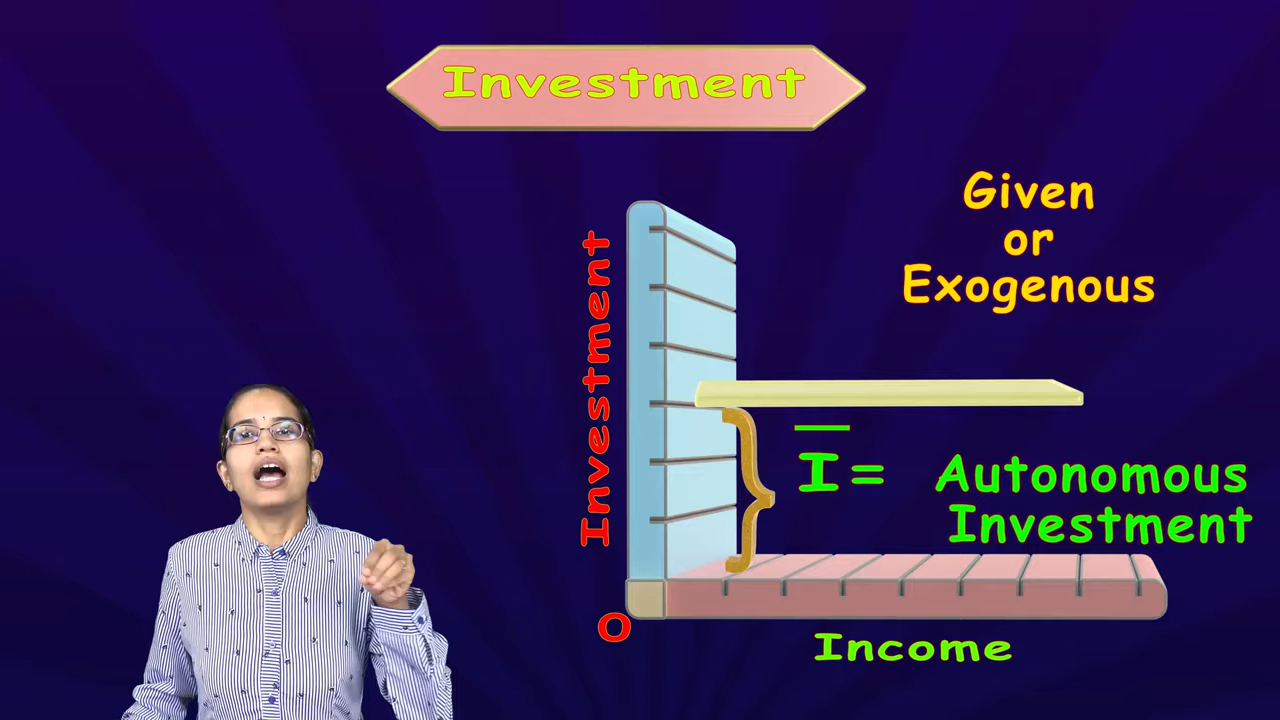 Investment
Given
or
Exogenous
Investment
I̅ = Autonomous
Investment
O
Income